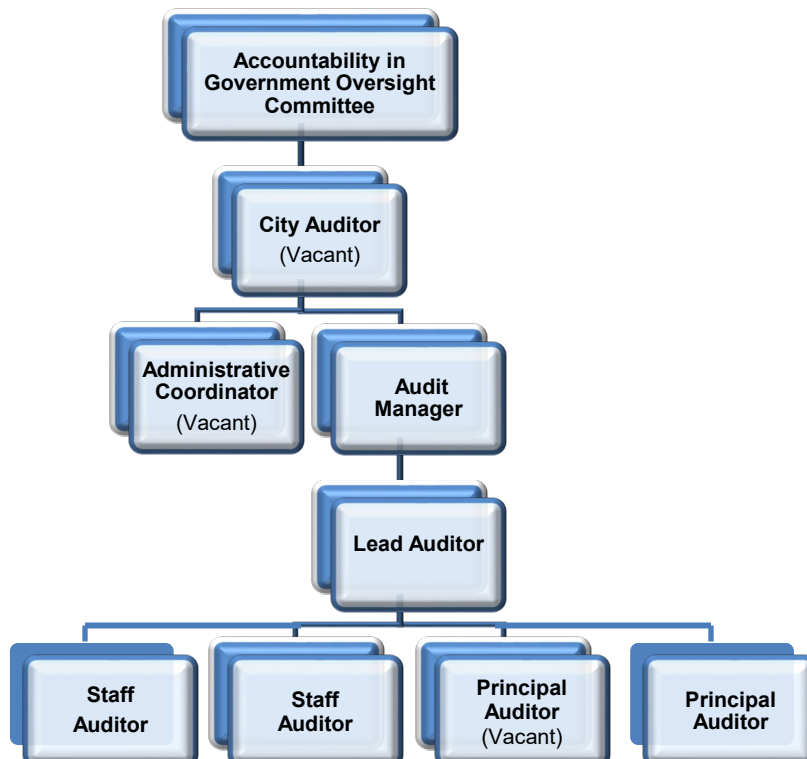 Accountability in
Government Oversight
Committee
City Auditor
(Vacant)
Administrative
Coordinator
(Vacant)
Audit
Manager
Lead Auditor
Staff
Auditor
Staff
Auditor
Principal
Auditor
(Vacant)
Principal
Auditor